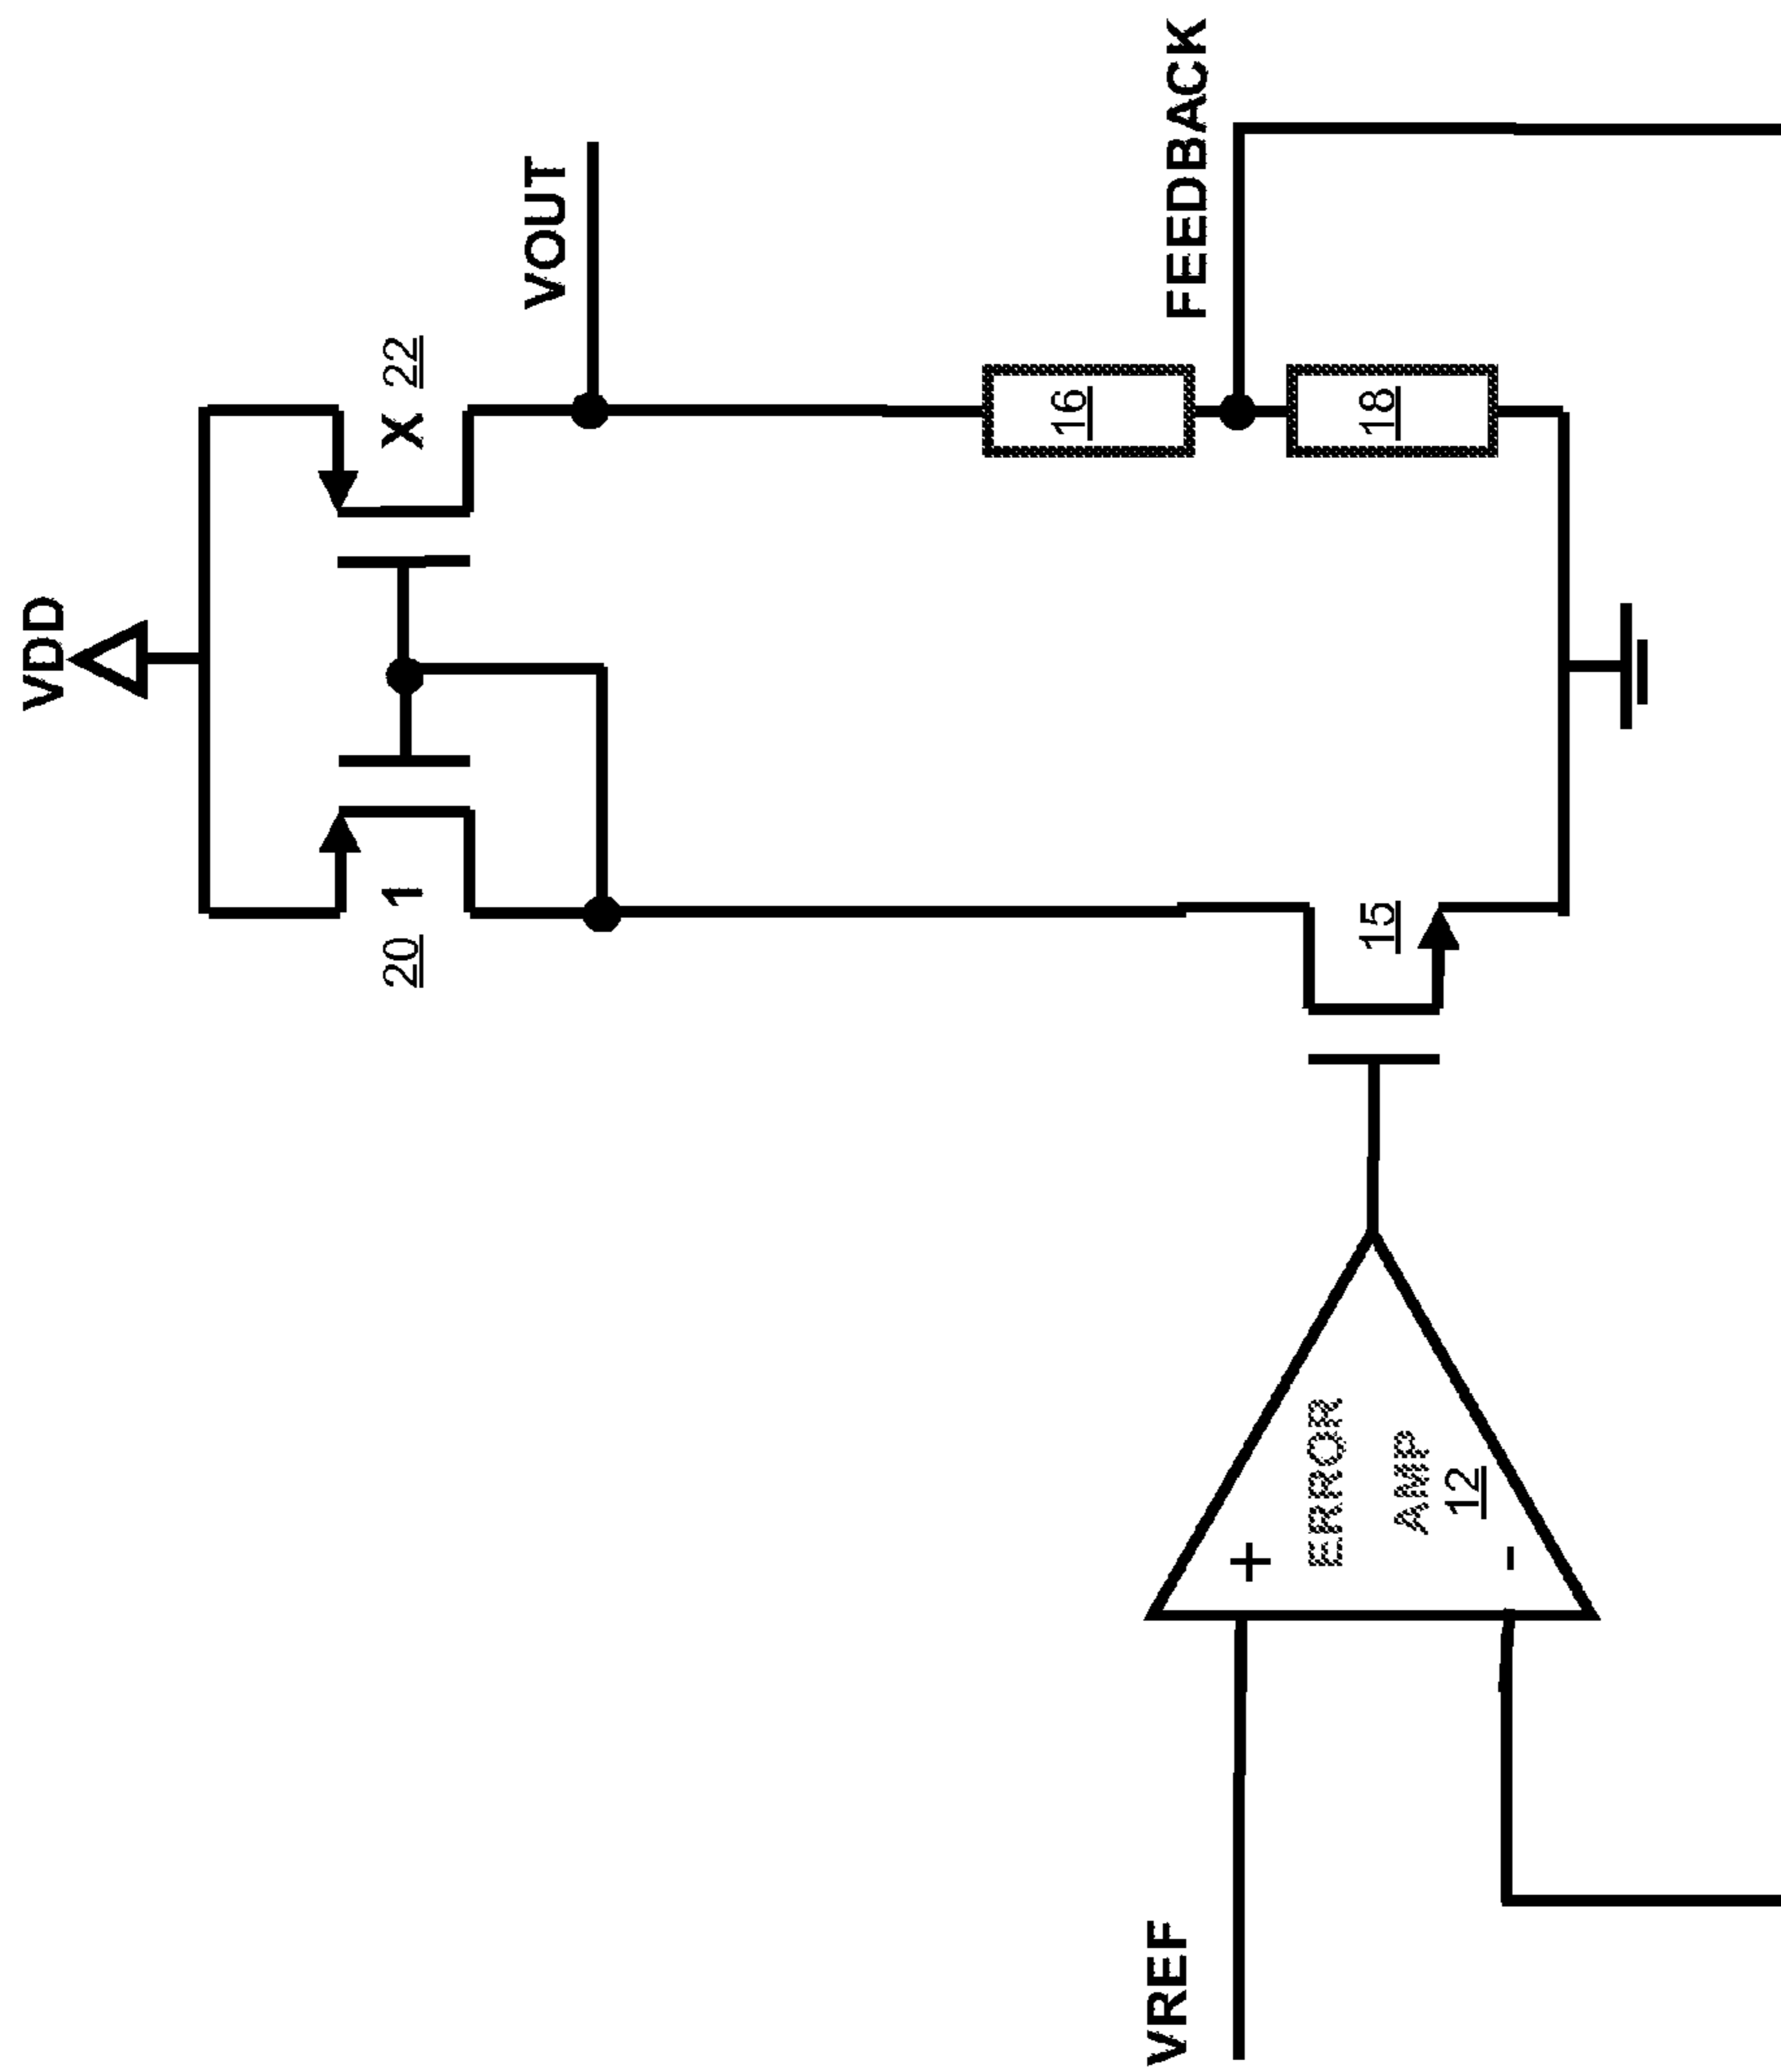 VDD
20 1
X 22
VOUT
FEEDBACK
16
18
15
VREF
+
ERROR
AMP
12
-